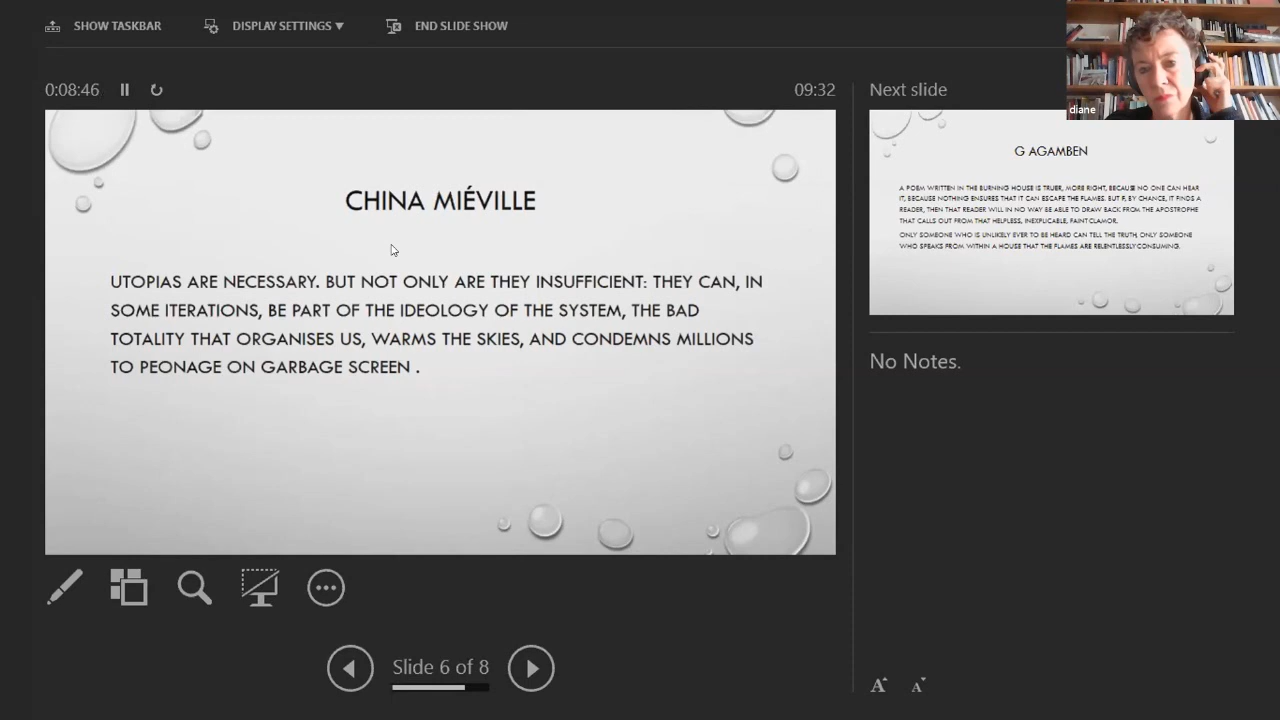 SHOW TASKBAR DISPLAY SETTINGS ▼ END SLIDE SHOW
diane
0:08:46 09:32 Next slide
CHINA MIÉVILLE
UTOPIAS ARE NECESSARY. BUT NOT ONLY ARE THEY INSUFFICIENT: THEY CAN, IN
SOME ITERATIONS, BE PART OF THE IDEOLOGY OF THE SYSTEM, THE BAD
TOTALITY THAT ORGANISES US, WARMS THE SKIES, AND CONDEMNS MILLIONS
TO PEONAGE ON GARBAGE SCREEN .
G AGAMBEN
A POEM WRITTEN IN THE BURNING HOUSE IS TRUER, MORE RIGHT, BECAUSE NO ONE CAN HEAR
IT, BECAUSE NOTHING ENSURES THAT IT CAN ESCAPE THE FLAMES. BUT IF, BY CHANCE, IT FINDS A
READER, THEN THAT READER WILL IN NO WAY BE ABLE TO DRAW BACK FROM THE APOSTROPHE
THAT CALLS OUT FROM THAT HELPLESS, INEXPLICABLE, FAINT CLAMOR.
ONLY SOMEONE WHO IS UNLIKELY EVER TO BE HEARD CAN TELL THE TRUTH, ONLY SOMEONE
WHO SPEAKS FROM WITHIN A HOUSE THAT THE FLAMES ARE RELENTLESSLY CONSUMING.
No Notes.
Slide 6 of 8
A A